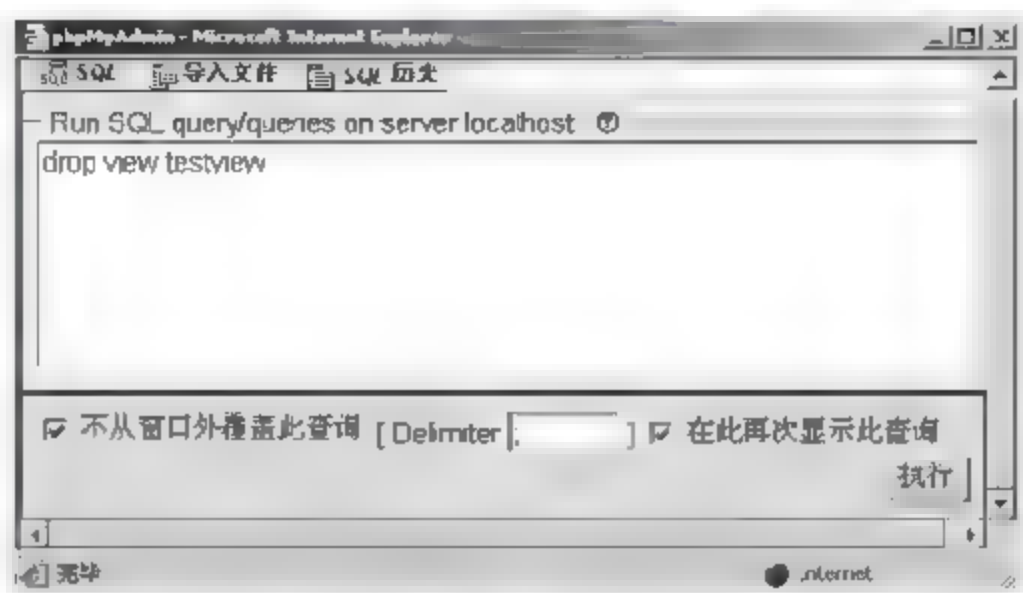 phpMyAdmin - Microsoft Internet Explorer
SQL 导入文件 SQL 历史
Run SQL query/queries on server localhost
drop view testview
不从窗口外覆盖此查询 [ Delimiter ; ] 在此再次显示此查询
执行
完毕 Internet